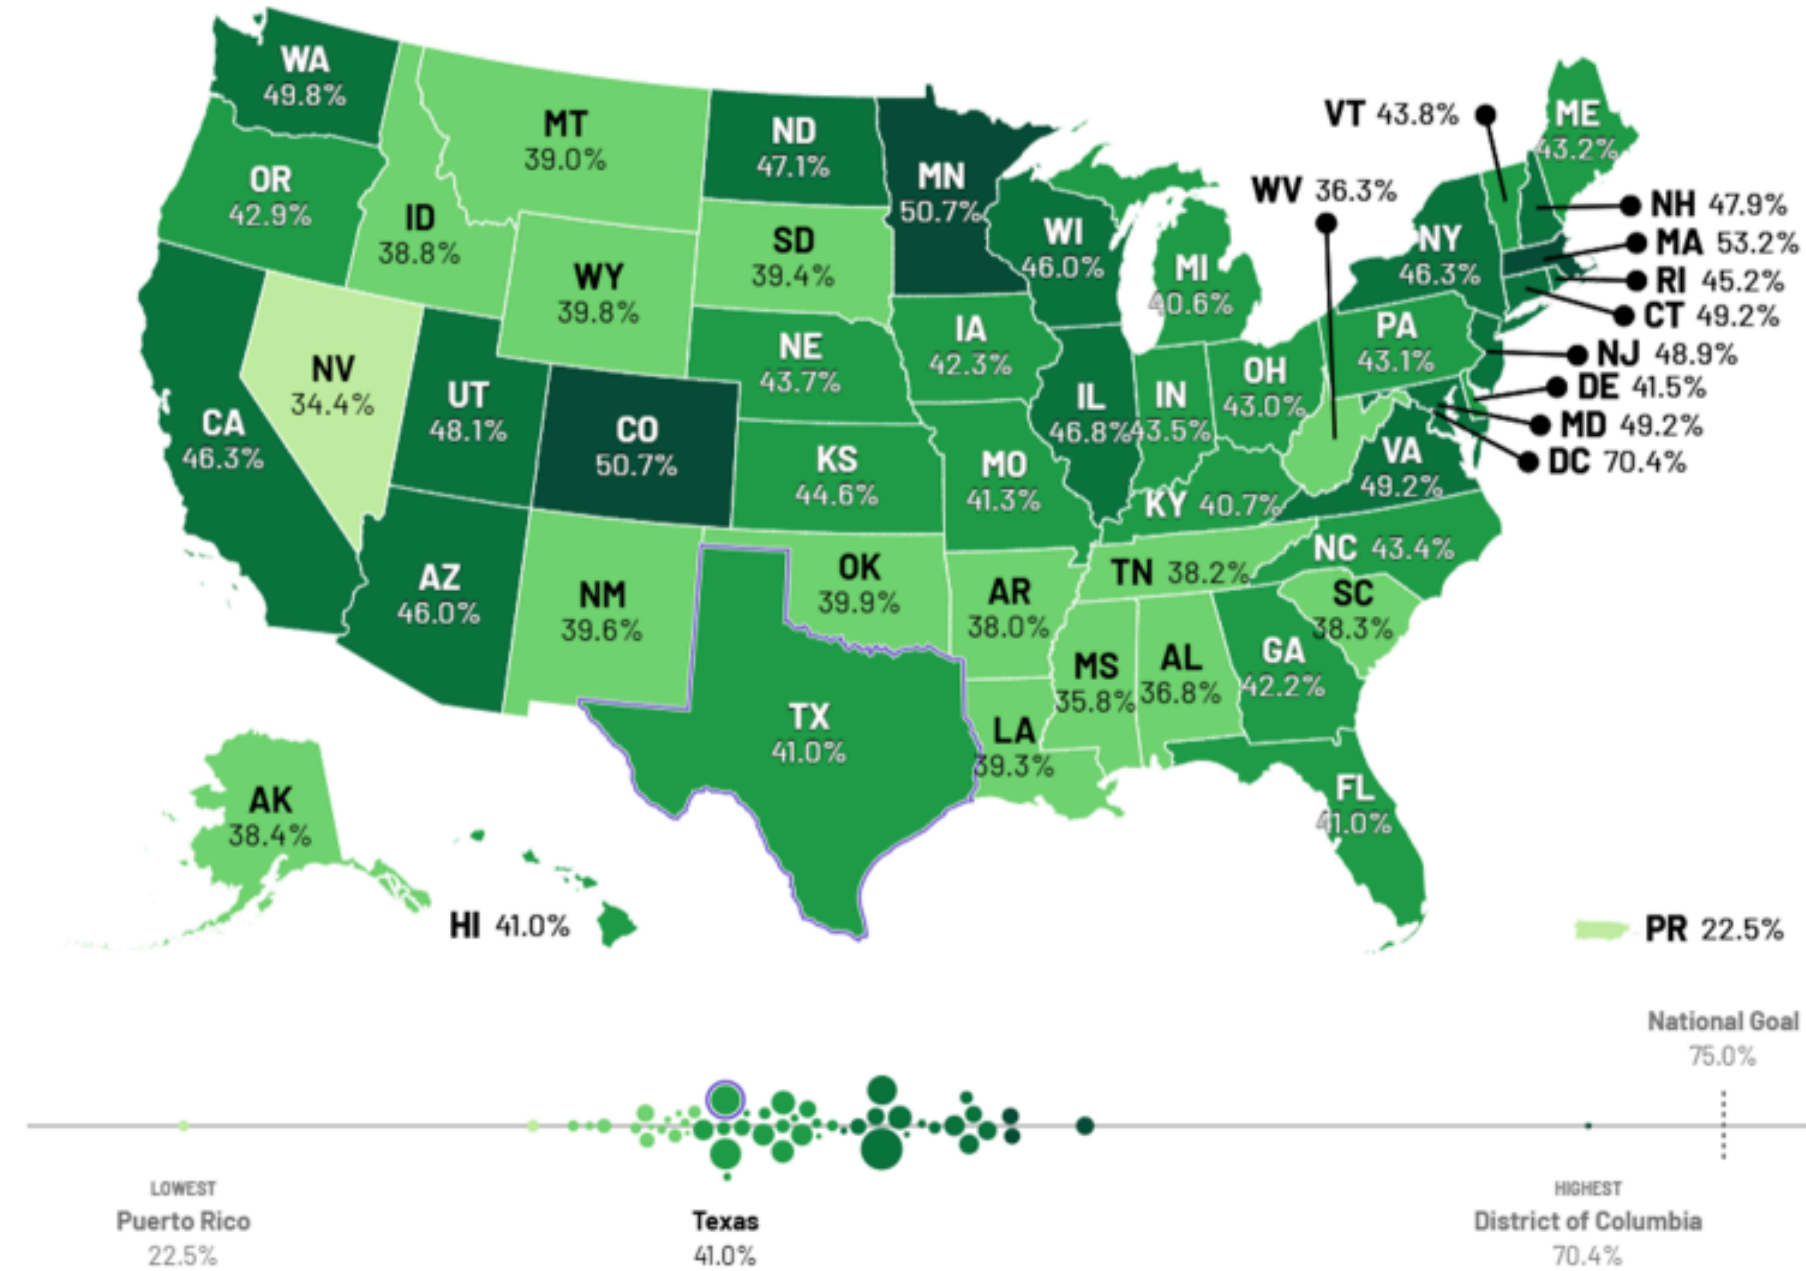 WA
49.8%
OR
42.9%
CA
46.3%
NV
34.4%
ID
38.8%
MT
39.0%
WY
39.8%
UT
48.1%
CO
50.7%
AZ
46.0%
NM
39.6%
ND
47.1%
SD
39.4%
NE
43.7%
KS
44.6%
OK
39.9%
TX
41.0%
MN
50.7%
IA
42.3%
MO
41.3%
AR
38.0%
LA
39.3%
WI
46.0%
IL
46.8%
MI
40.6%
IN
43.5%
OH
43.0%
KY 40.7%
TN 38.2%
MS
35.8%
AL
36.8%
GA
42.2%
FL
41.0%
SC
38.3%
NC 43.4%
VA
49.2%
WV 36.3%
PA
43.1%
NY
46.3%
VT 43.8%
ME
43.2%
NH 47.9%
MA 53.2%
RI 45.2%
CT 49.2%
NJ 48.9%
DE 41.5%
MD 49.2%
DC 70.4%
AK
38.4%
HI 41.0%
PR 22.5%
National Goal
75.0%
LOWEST
Puerto Rico
22.5%
Texas
41.0%
HIGHEST
District of Columbia
70.4%